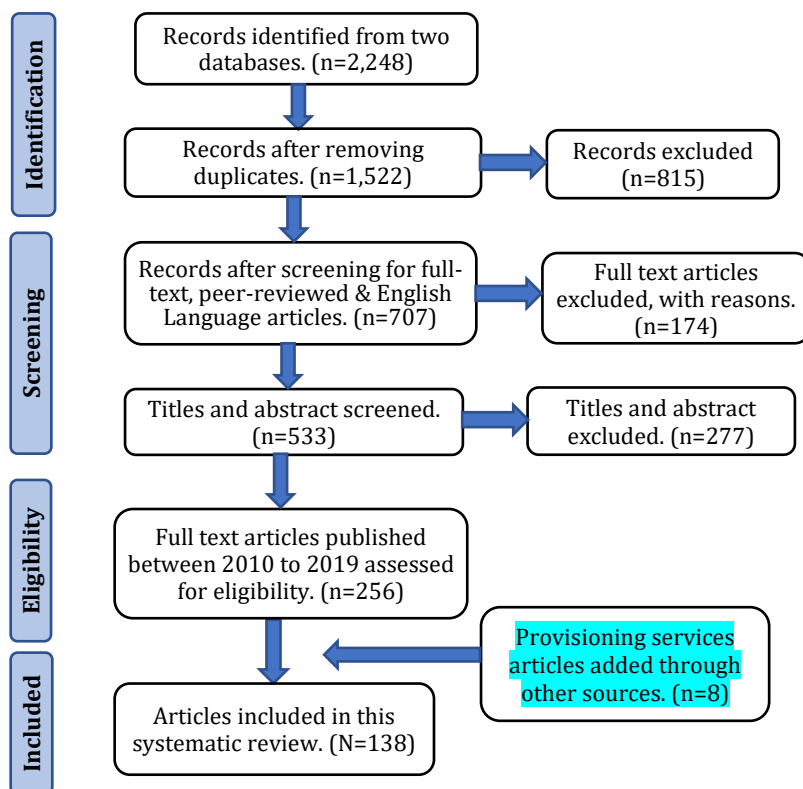 Identification
Records identified from two
databases. (n=2,248)
Records after removing
duplicates. (n=1,522)
Records excluded
(n=815)
Screening
Records after screening for full-
text, peer-reviewed & English
Language articles. (n=707)
Full text articles
excluded, with reasons.
(n=174)
Titles and abstract screened.
(n=533)
Titles and abstract
excluded. (n=277)
Eligibility
Full text articles published
between 2010 to 2019 assessed
for eligibility. (n=256)
Provisioning services
articles added through
other sources. (n=8)
Included
Articles included in this
systematic review. (N=138)